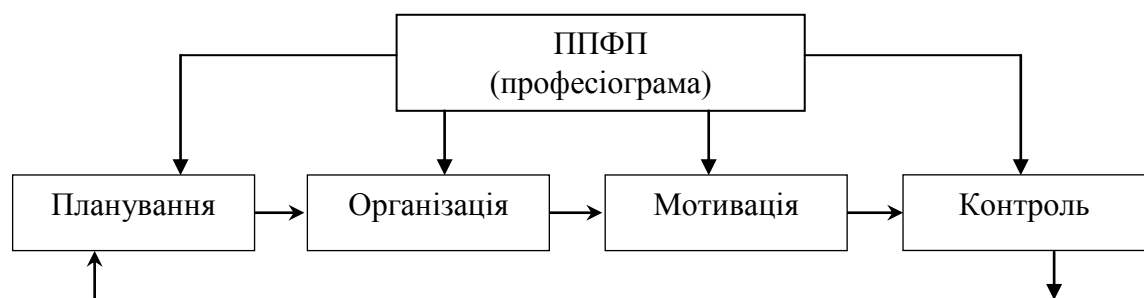 ППФП
(професіограма)
Планування
Організація
Мотивація
Контроль